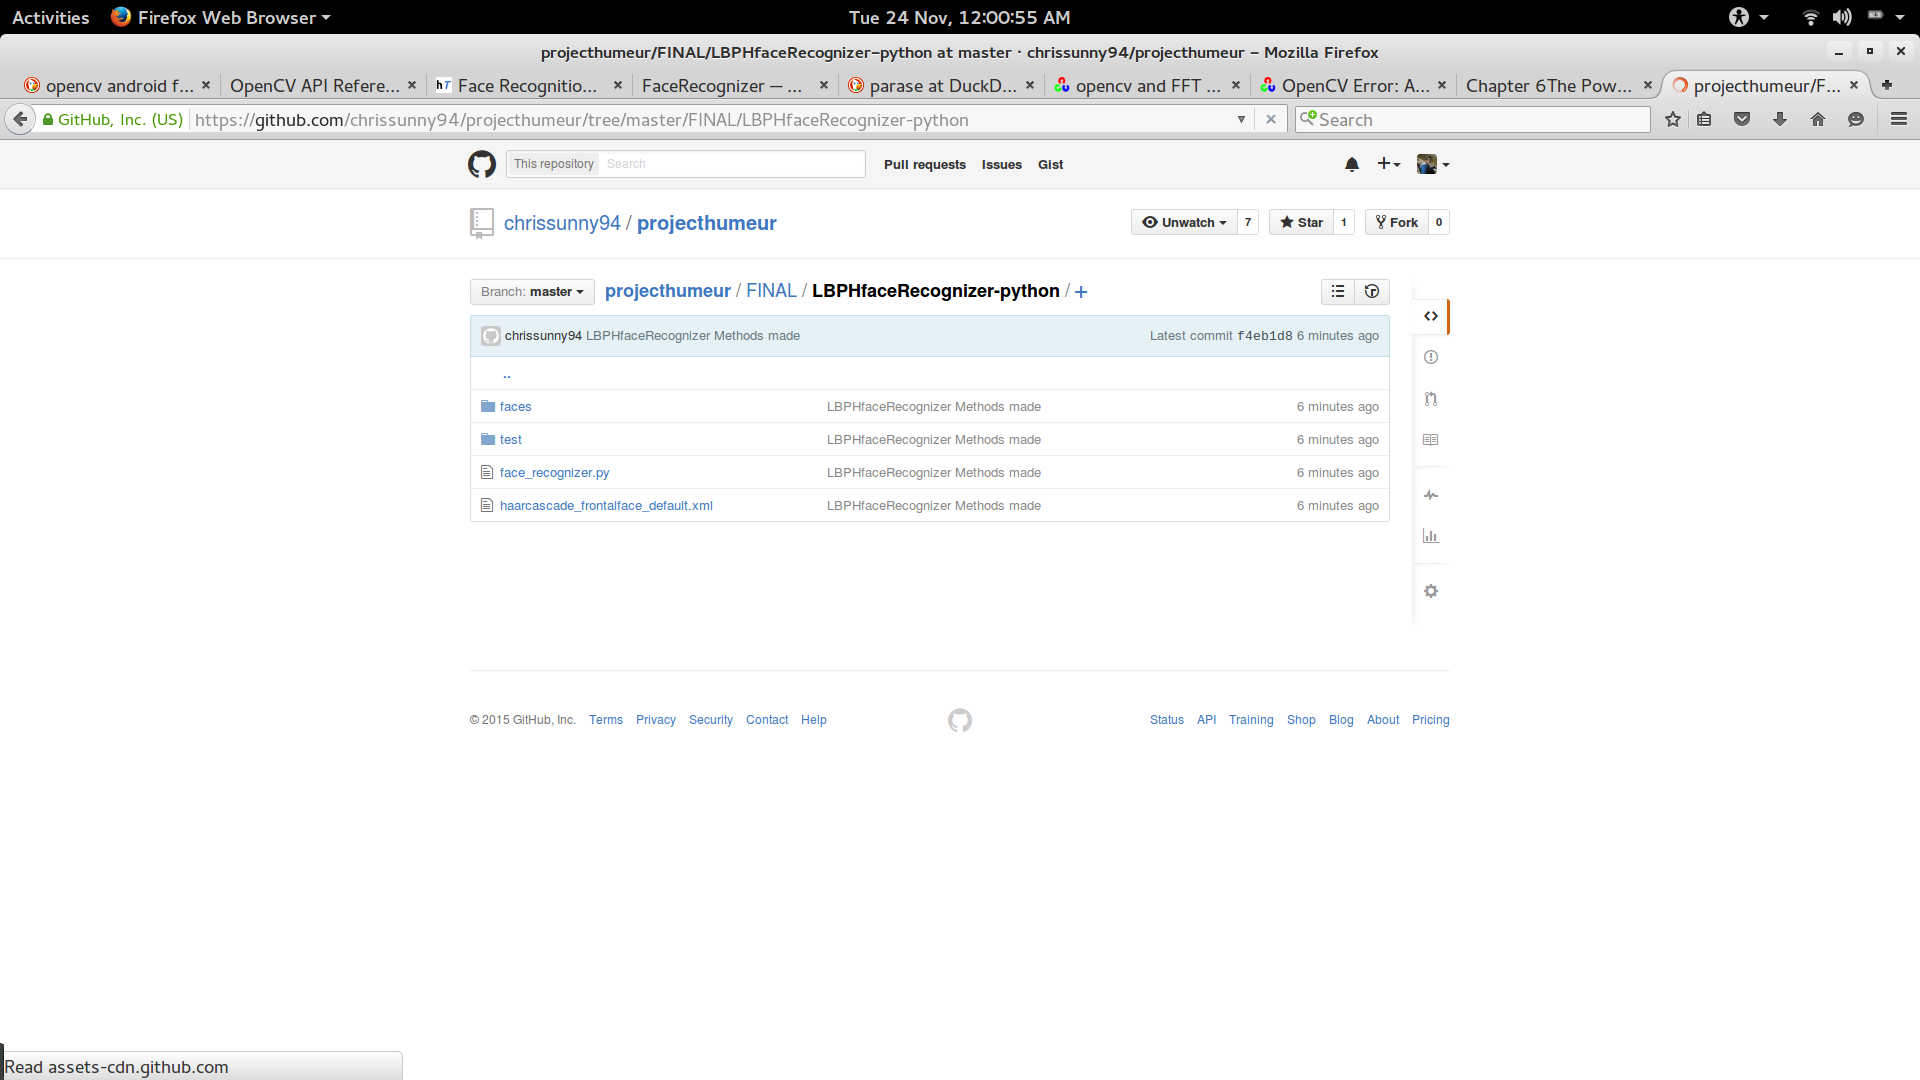 Activities Firefox Web Browser Tue 24 Nov, 12:00:55 AM
projecthumeur/FINAL/LBPHfaceRecognizer-python at master · chrissunny94/projecthumeur - Mozilla Firefox
opencv android f... OpenCV API Refere... hT Face Recognitio... FaceRecognizer — ... parase at DuckD... opencv and FFT ... OpenCV Error: A... Chapter 6The Pow... projecthumeur/F...
GitHub, Inc. (US) https://github.com/chrissunny94/projecthumeur/tree/master/FINAL/LBPHfaceRecognizer-python Search
This repository Search Pull requests Issues Gist
chrissunny94 / projecthumeur Unwatch 7 Star 1 Fork 0
Branch: master projecthumeur / FINAL / LBPHfaceRecognizer-python / +
chrissunny94 LBPHfaceRecognizer Methods made Latest commit f4eb1d8 6 minutes ago
..
faces LBPHfaceRecognizer Methods made 6 minutes ago
test LBPHfaceRecognizer Methods made 6 minutes ago
face_recognizer.py LBPHfaceRecognizer Methods made 6 minutes ago
haarcascade_frontalface_default.xml LBPHfaceRecognizer Methods made 6 minutes ago
© 2015 GitHub, Inc. Terms Privacy Security Contact Help Status API Training Shop Blog About Pricing
Read assets-cdn.github.com